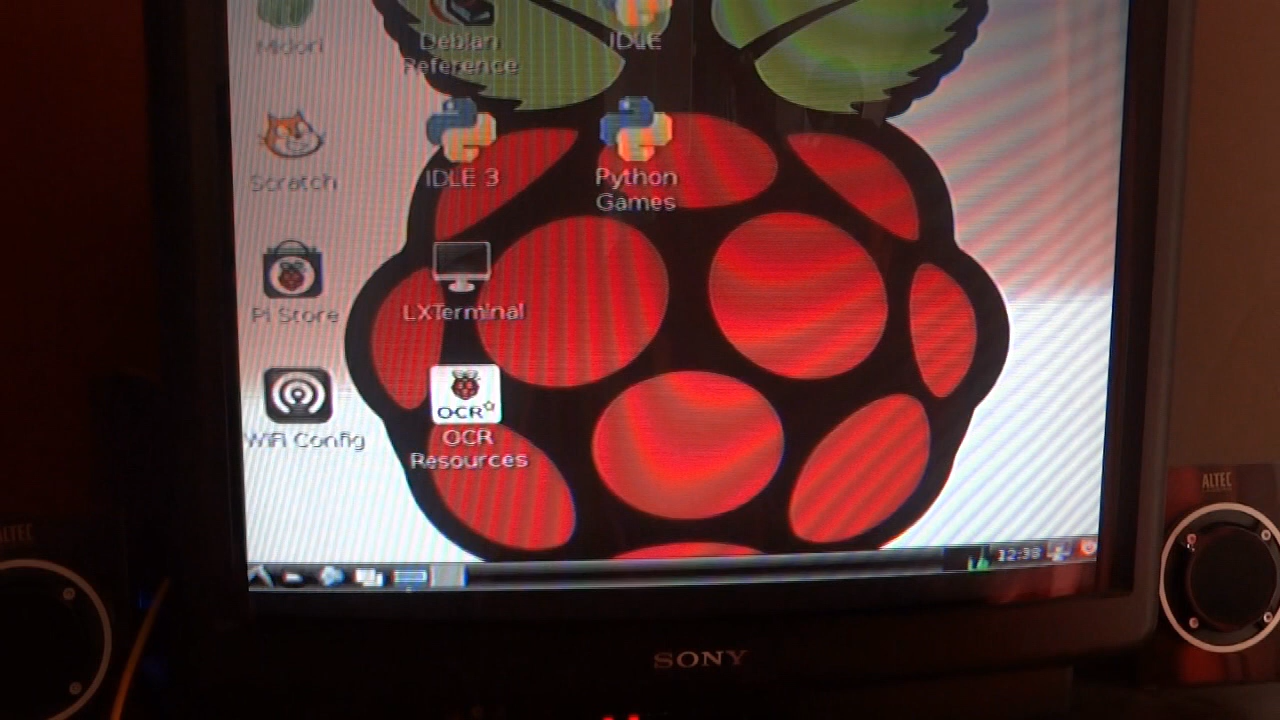 Midori
Debian
Reference
IDLE
Scratch
IDLE 3
Python
Games
Pi Store
LXTerminal
WiFi Config
OCR
OCR
Resources
12:38
SONY
ALTEC
ALTEC